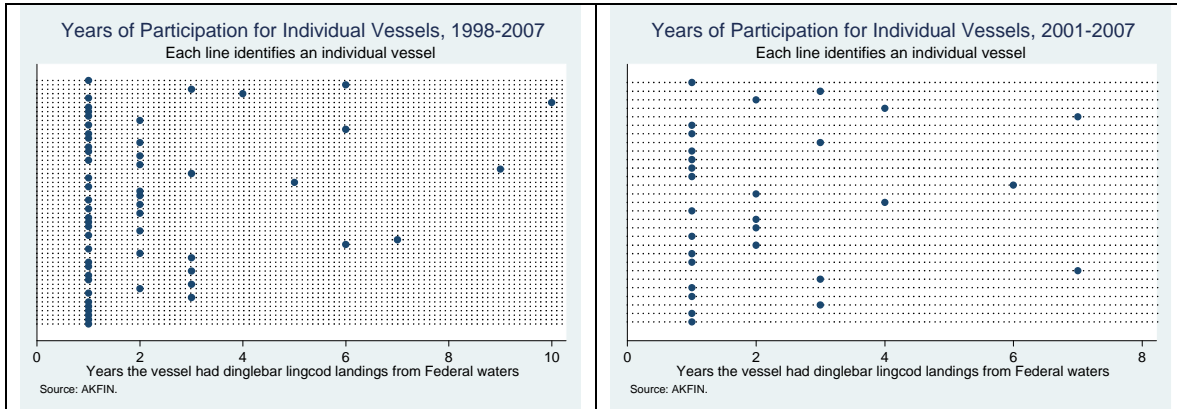 Years of Participation for Individual Vessels, 1998-2007
Each line identifies an individual vessel
0 2 4 6 8 10
Years the vessel had dinglebar lingcod landings from Federal waters
Source: AKFIN.
Years of Participation for Individual Vessels, 2001-2007
Each line identifies an individual vessel
0 2 4 6 8
Years the vessel had dinglebar lingcod landings from Federal waters
Source: AKFIN.